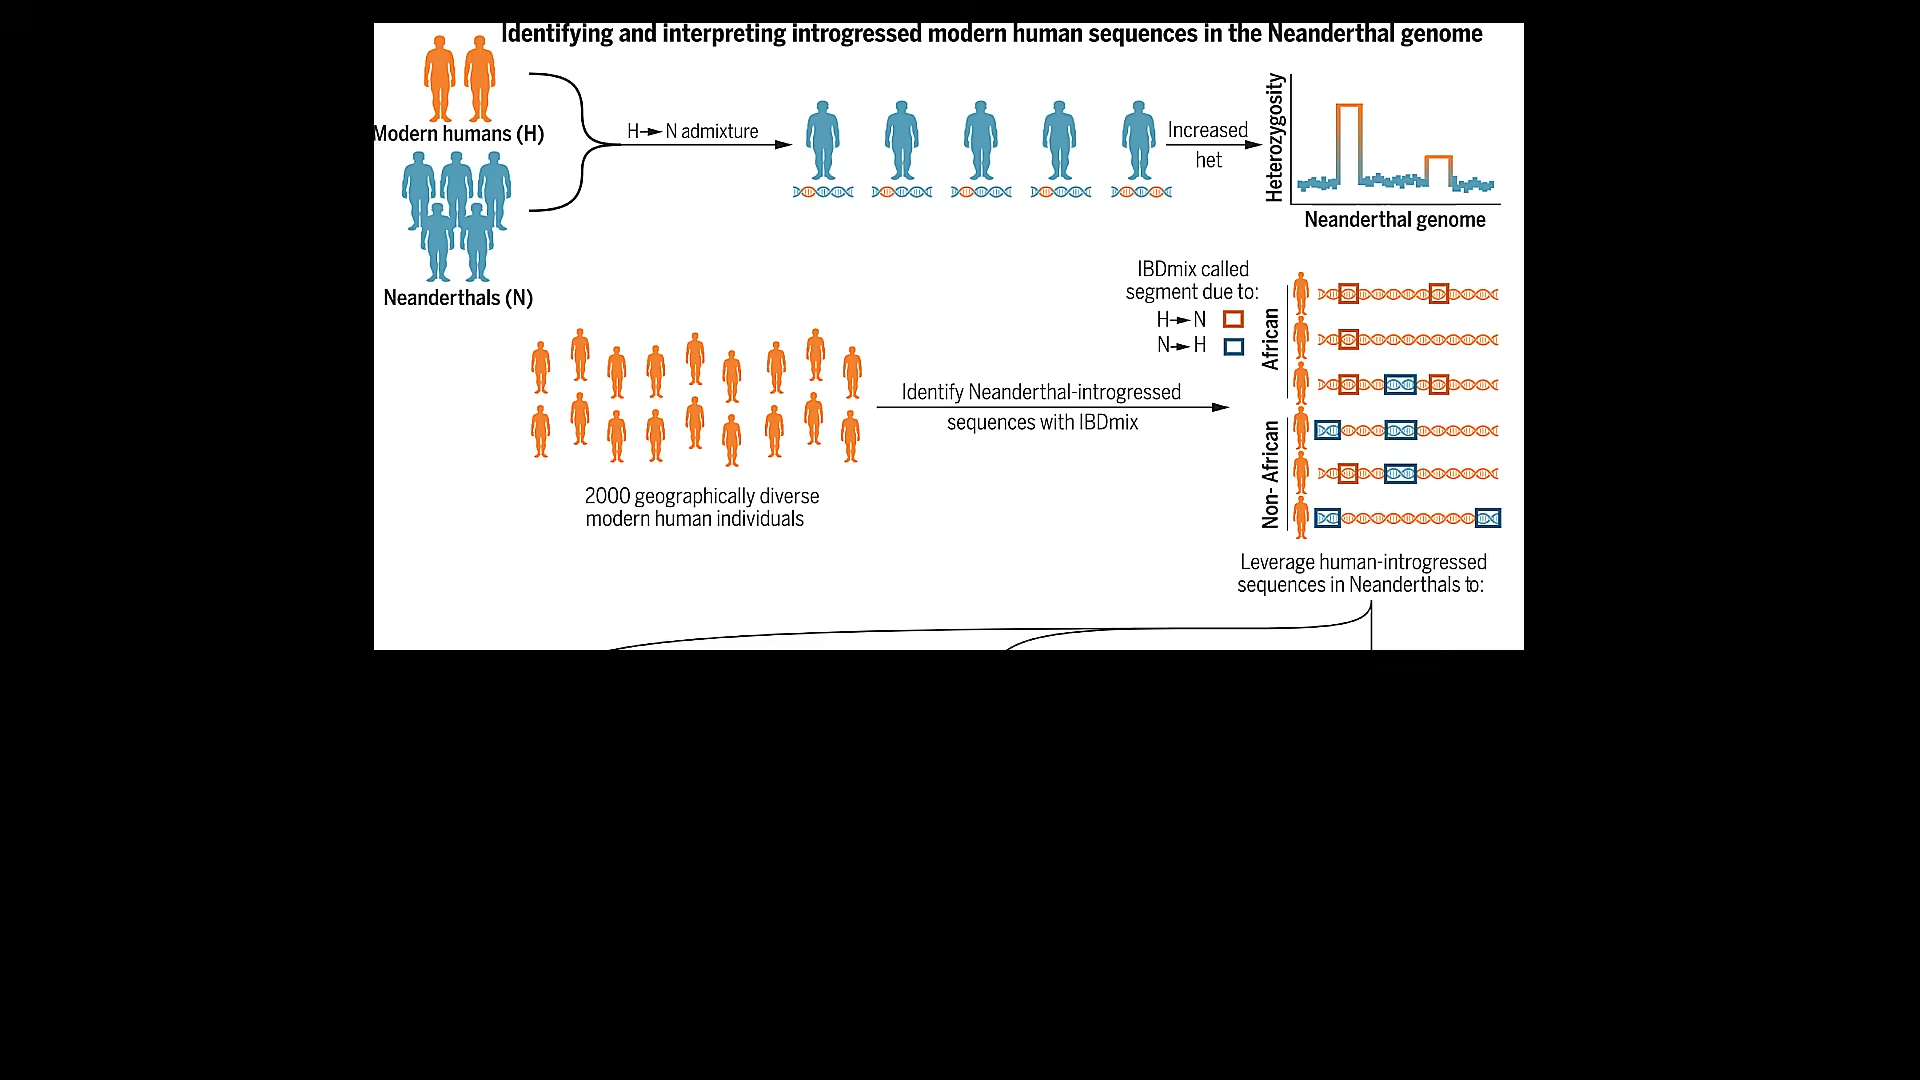 Identifying and interpreting introgressed modern human sequences in the Neanderthal genome
Modern humans (H)
Neanderthals (N)
H→N admixture
Increased
het
Heterozygosity
Neanderthal genome
IBDmix called
segment due to:
H→N
N→H
African
Non- African
2000 geographically diverse
modern human individuals
Identify Neanderthal-introgressed
sequences with IBDmix
Leverage human-introgressed
sequences in Neanderthals to: